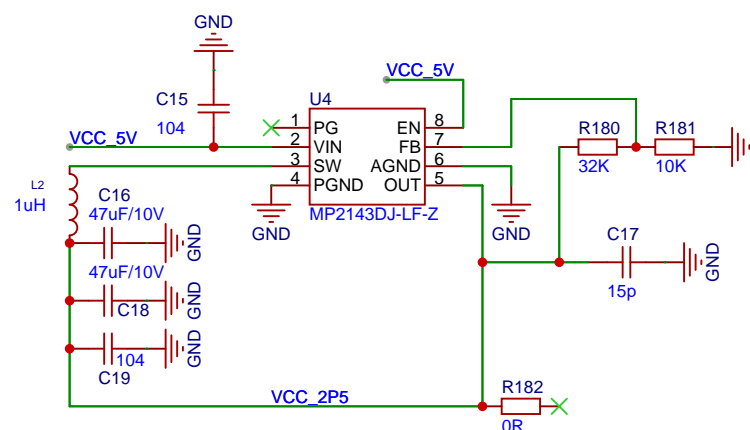 GND
VCC_5V
C15
104
U4
VCC_5V
1 PG EN 8
2 VIN FB 7
3 SW AGND 6
4 PGND OUT 5
MP2143DJ-LF-Z
R180
32K
R181
10K
GND
L2
1uH
C16
47uF/10V
GND
GND
GND
47uF/10V
C18
GND
104
C19
GND
C17
15p
GND
VCC_2P5
R182
0R